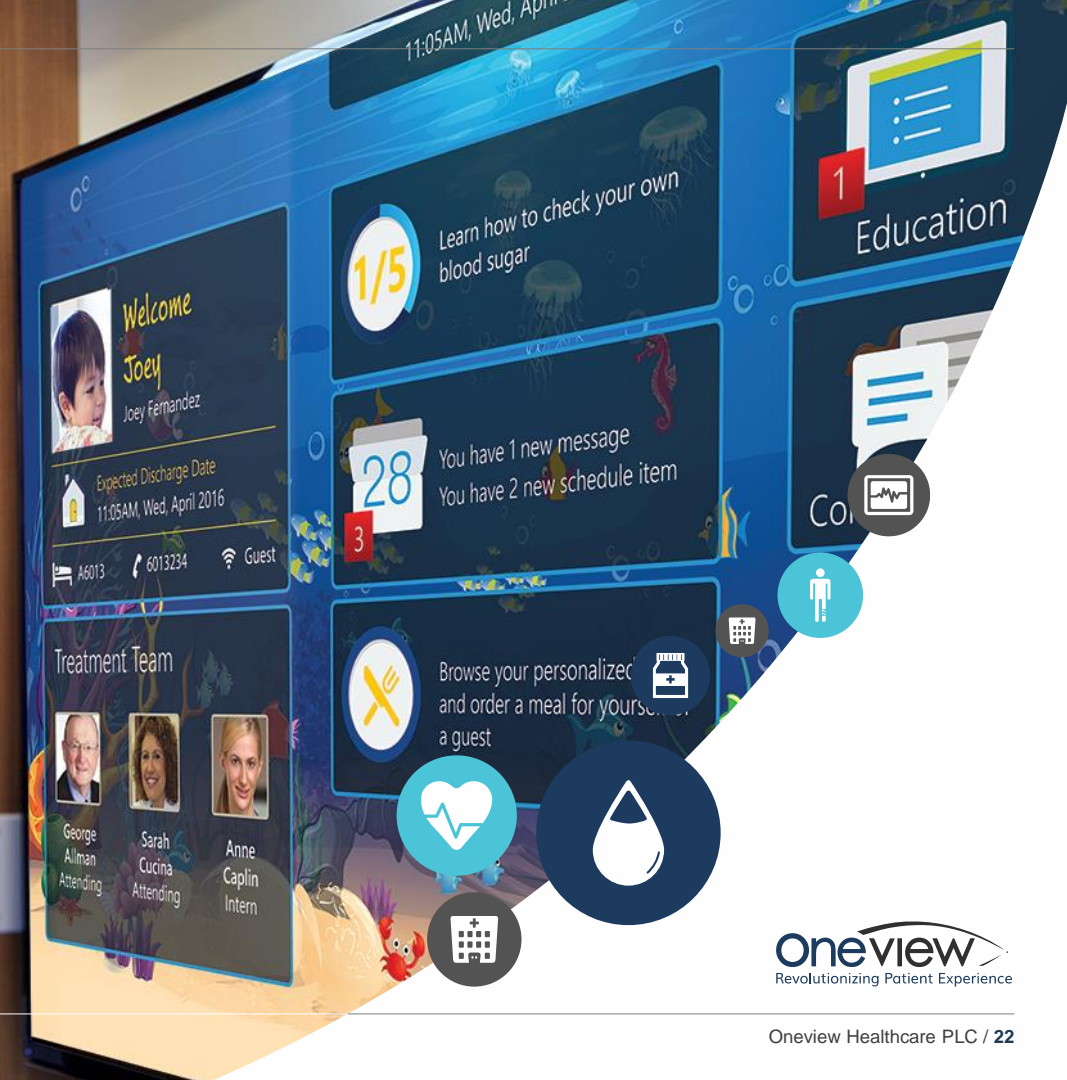 11:05AM, Wed, April
Welcome
Joey
Joey Fernandez
Expected Discharge Date
11:05AM, Wed, April 2016
A6013
6013234
Guest
Treatment Team
George
Allman
Attending
Sarah
Cucina
Attending
Anne
Caplin
Intern
1/5
Learn how to check your own
blood sugar
28
3
You have 1 new message
You have 2 new schedule item
Browse your personalized
and order a meal for
a guest
1
Education
Oneview
Revolutionizing Patient Experience
Oneview Healthcare PLC / 22